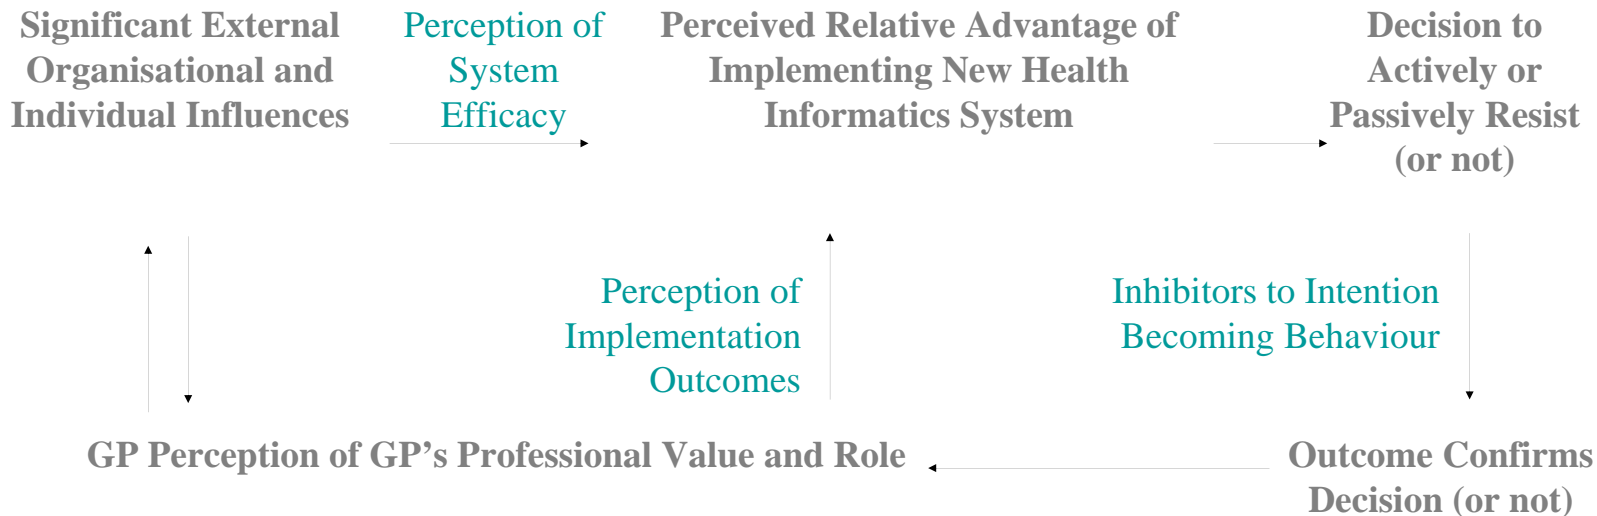 Significant External
Organisational and
Individual Influences
Perception of
System
Efficacy
Perceived Relative Advantage of
Implementing New Health
Informatics System
Decision to
Actively or
Passively Resist
(or not)
Perception of
Implementation
Outcomes
Inhibitors to Intention
Becoming Behaviour
GP Perception of GP’s Professional Value and Role
Outcome Confirms
Decision (or not)